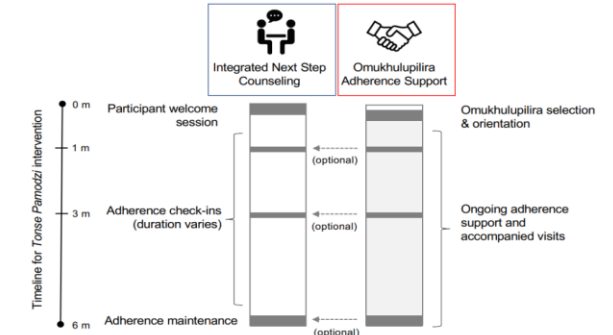 Integrated Next Step
Counseling
Omukhulupilira
Adherence Support
Timeline for Tonse Pamodzi intervention
0 m
Participant welcome
session
Omukhulupilira selection
& orientation
1 m
(optional)
Adherence check-ins
(duration varies)
3 m
(optional)
Ongoing adherence
support and
accompanied visits
6 m
Adherence maintenance
(optional)